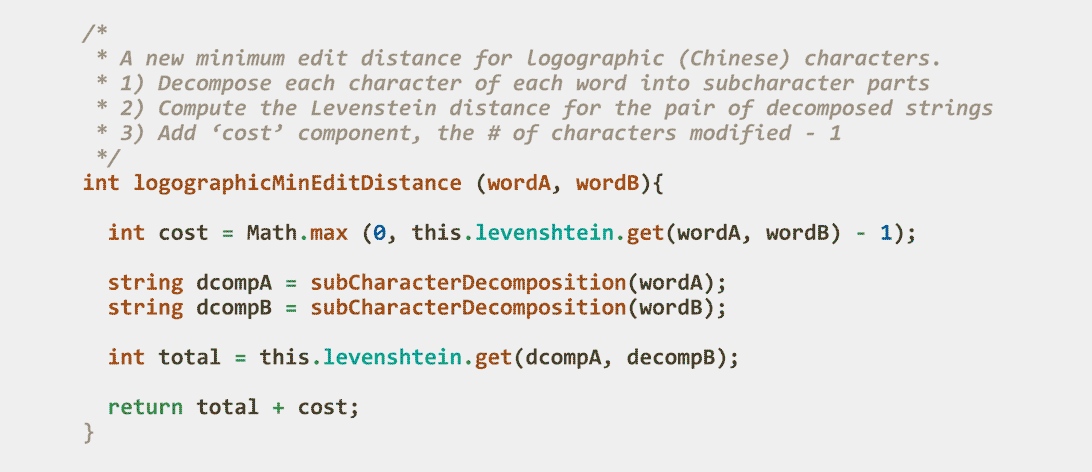 /*
* A new minimum edit distance for logographic (Chinese) characters.
* 1) Decompose each character of each word into subcharacter parts
* 2) Compute the Levenstein distance for the pair of decomposed strings
* 3) Add ‘cost’ component, the # of characters modified - 1
*/
int logographicMinEditDistance (wordA, wordB){
int cost = Math.max (0, this.levenshtein.get(wordA, wordB) - 1);
string dcompA = subCharacterDecomposition(wordA);
string dcompB = subCharacterDecomposition(wordB);
int total = this.levenshtein.get(dcompA, decompB);
return total + cost;
}